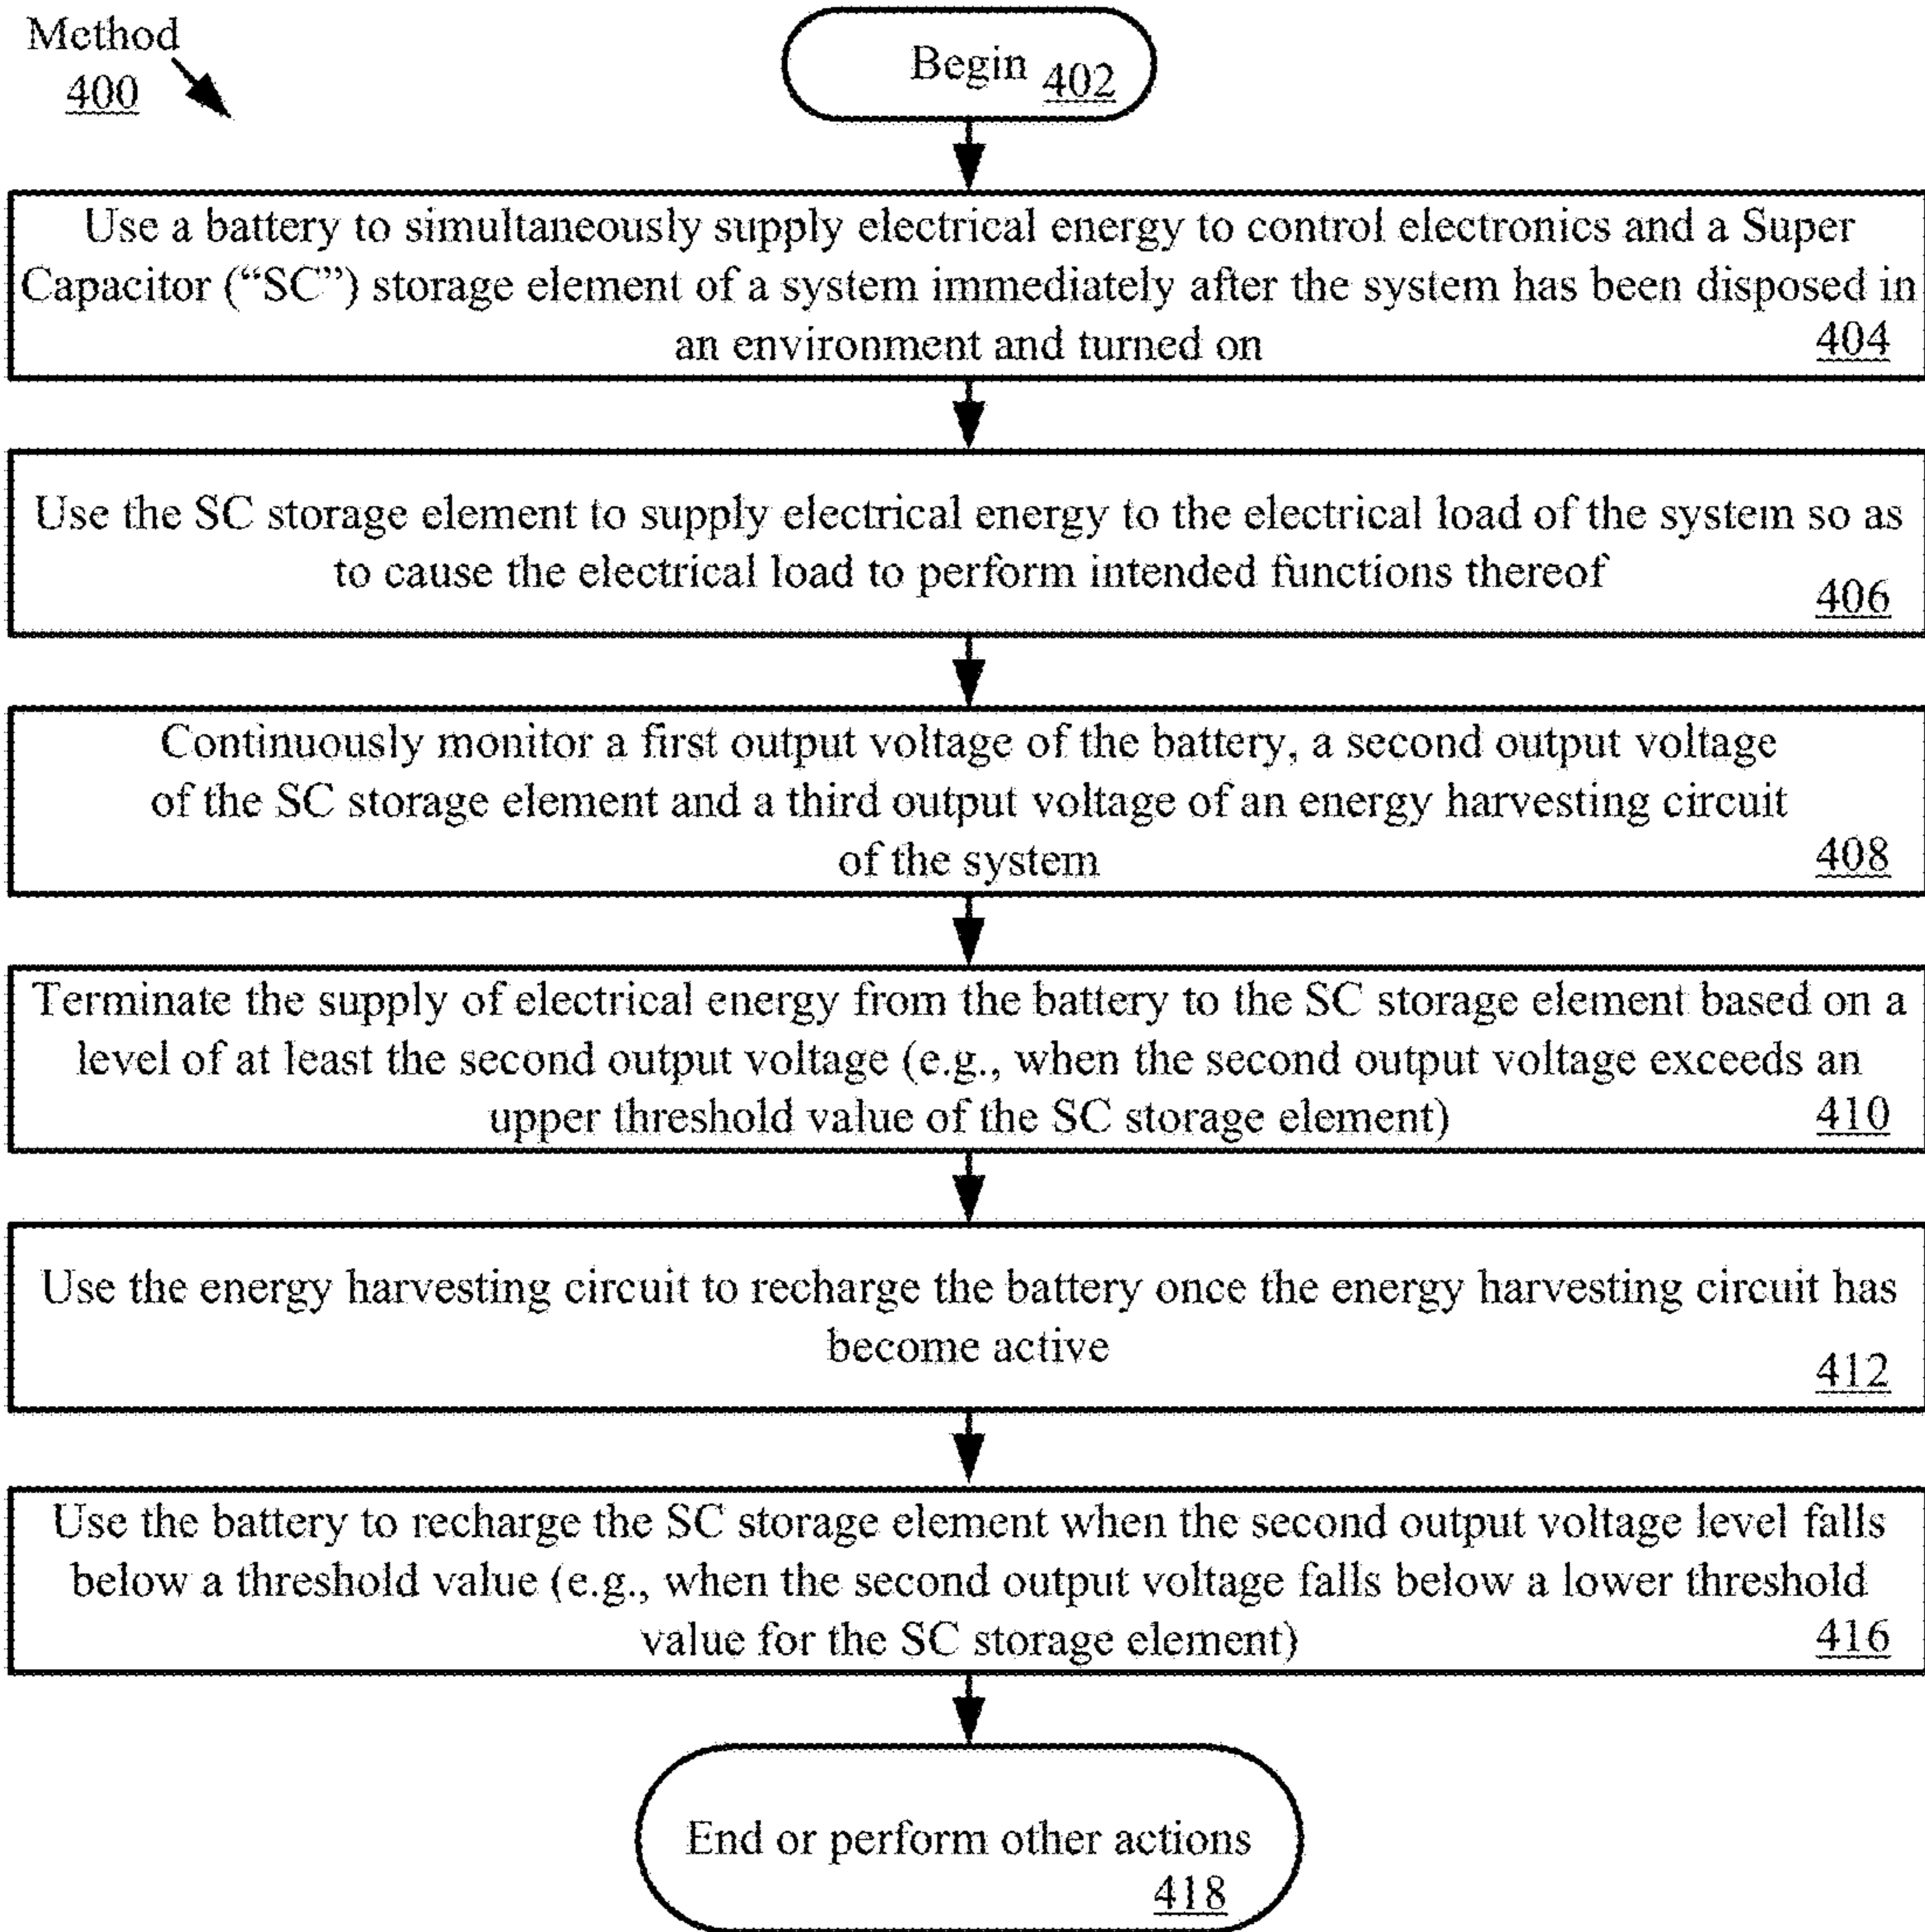 Method
400
Begin 402
Use a battery to simultaneously supply electrical energy to control electronics and a Super
Capacitor (“SC”) storage element of a system immediately after the system has been disposed in
an environment and turned on
404
Use the SC storage element to supply electrical energy to the electrical load of the system so as
to cause the electrical load to perform intended functions thereof
406
Continuously monitor a first output voltage of the battery, a second output voltage
of the SC storage element and a third output voltage of an energy harvesting circuit
of the system
408
Terminate the supply of electrical energy from the battery to the SC storage element based on a
level of at least the second output voltage (e.g., when the second output voltage exceeds an
upper threshold value of the SC storage element)
410
Use the energy harvesting circuit to recharge the battery once the energy harvesting circuit has
become active
412
Use the battery to recharge the SC storage element when the second output voltage level falls
below a threshold value (e.g., when the second output voltage falls below a lower threshold
value for the SC storage element)
416
End or perform other actions
418